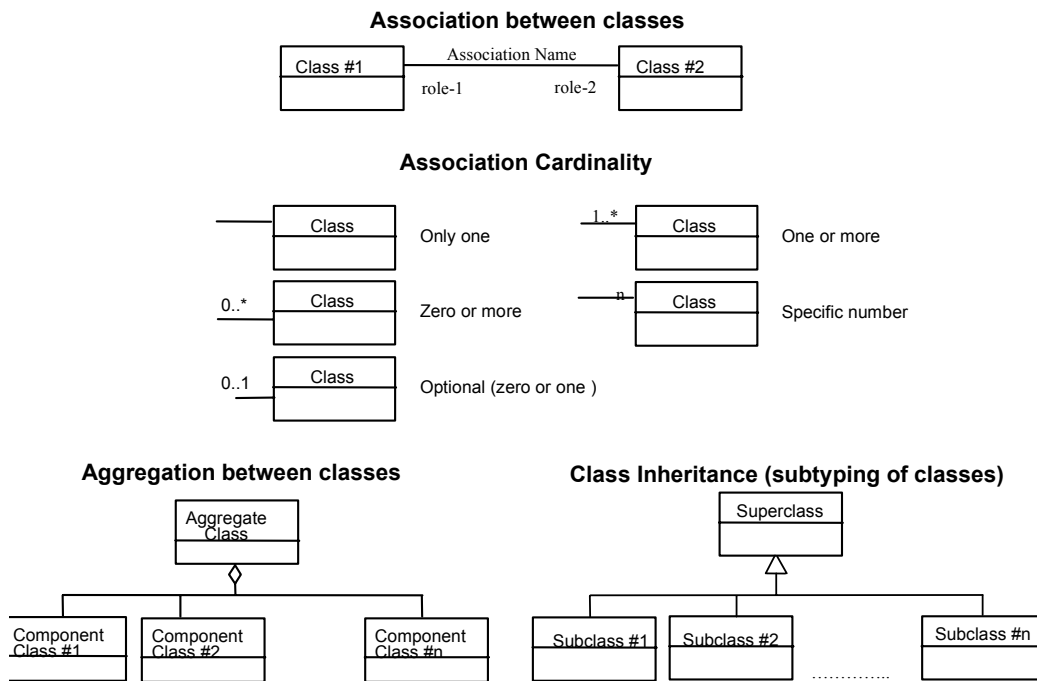 Association between classes
Class #1
Association Name
Class #2
role-1
role-2
Association Cardinality
Class
Only one
1..*
Class
One or more
0..*
Class
Zero or more
n
Class
Specific number
0..1
Class
Optional (zero or one )
Aggregation between classes
Class Inheritance (subtyping of classes)
Aggregate
Class
Superclass
Component
Class #1
Component
Class #2
Component
Class #n
Subclass #1
Subclass #2
Subclass #n
…………..